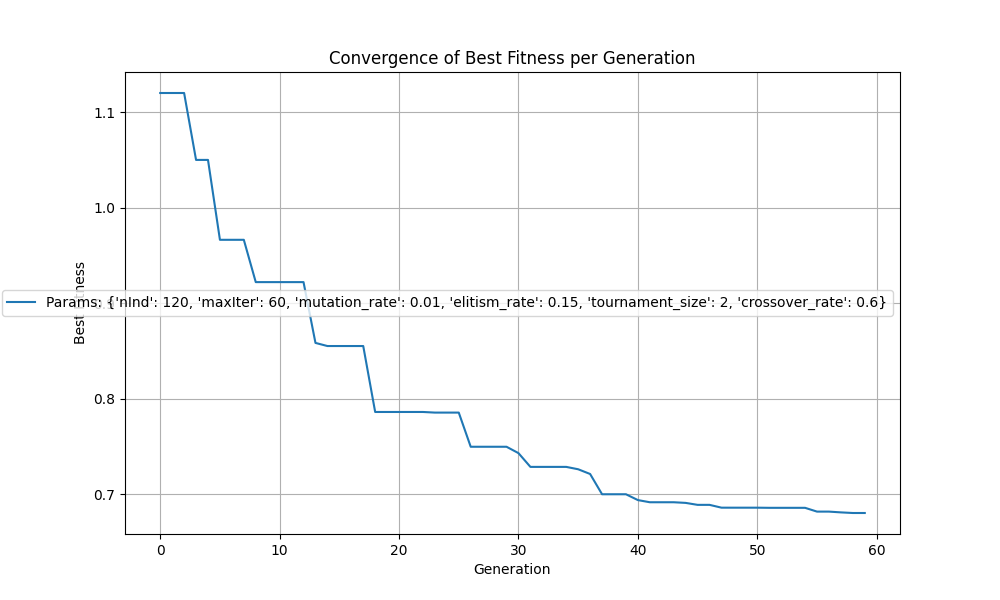 Convergence of Best Fitness per Generation
1.1
1.0
Params: {'nInd': 120, 'maxIter': 60, 'mutation_rate': 0.01, 'elitism_rate': 0.15, 'tournament_size': 2, 'crossover_rate': 0.6}
0.8
0.7
Best
0
10
20
30
40
50
60
Generation